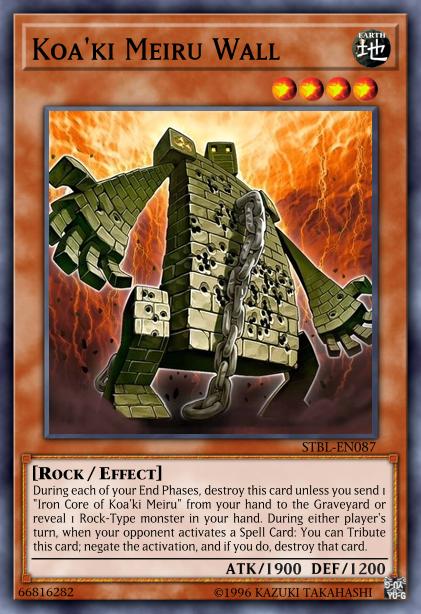 Koa'ki Meiru Wall
EARTH
地
STBL-EN087
[Rock / Effect]
During each of your End Phases, destroy this card unless you send 1
"Iron Core of Koa'ki Meiru" from your hand to the Graveyard or
reveal 1 Rock-Type monster in your hand. During either player's
turn, when your opponent activates a Spell Card: You can Tribute
this card; negate the activation, and if you do, destroy that card.
ATK/1900 DEF/1200
66816282
©1996 KAZUKI TAKAHASHI